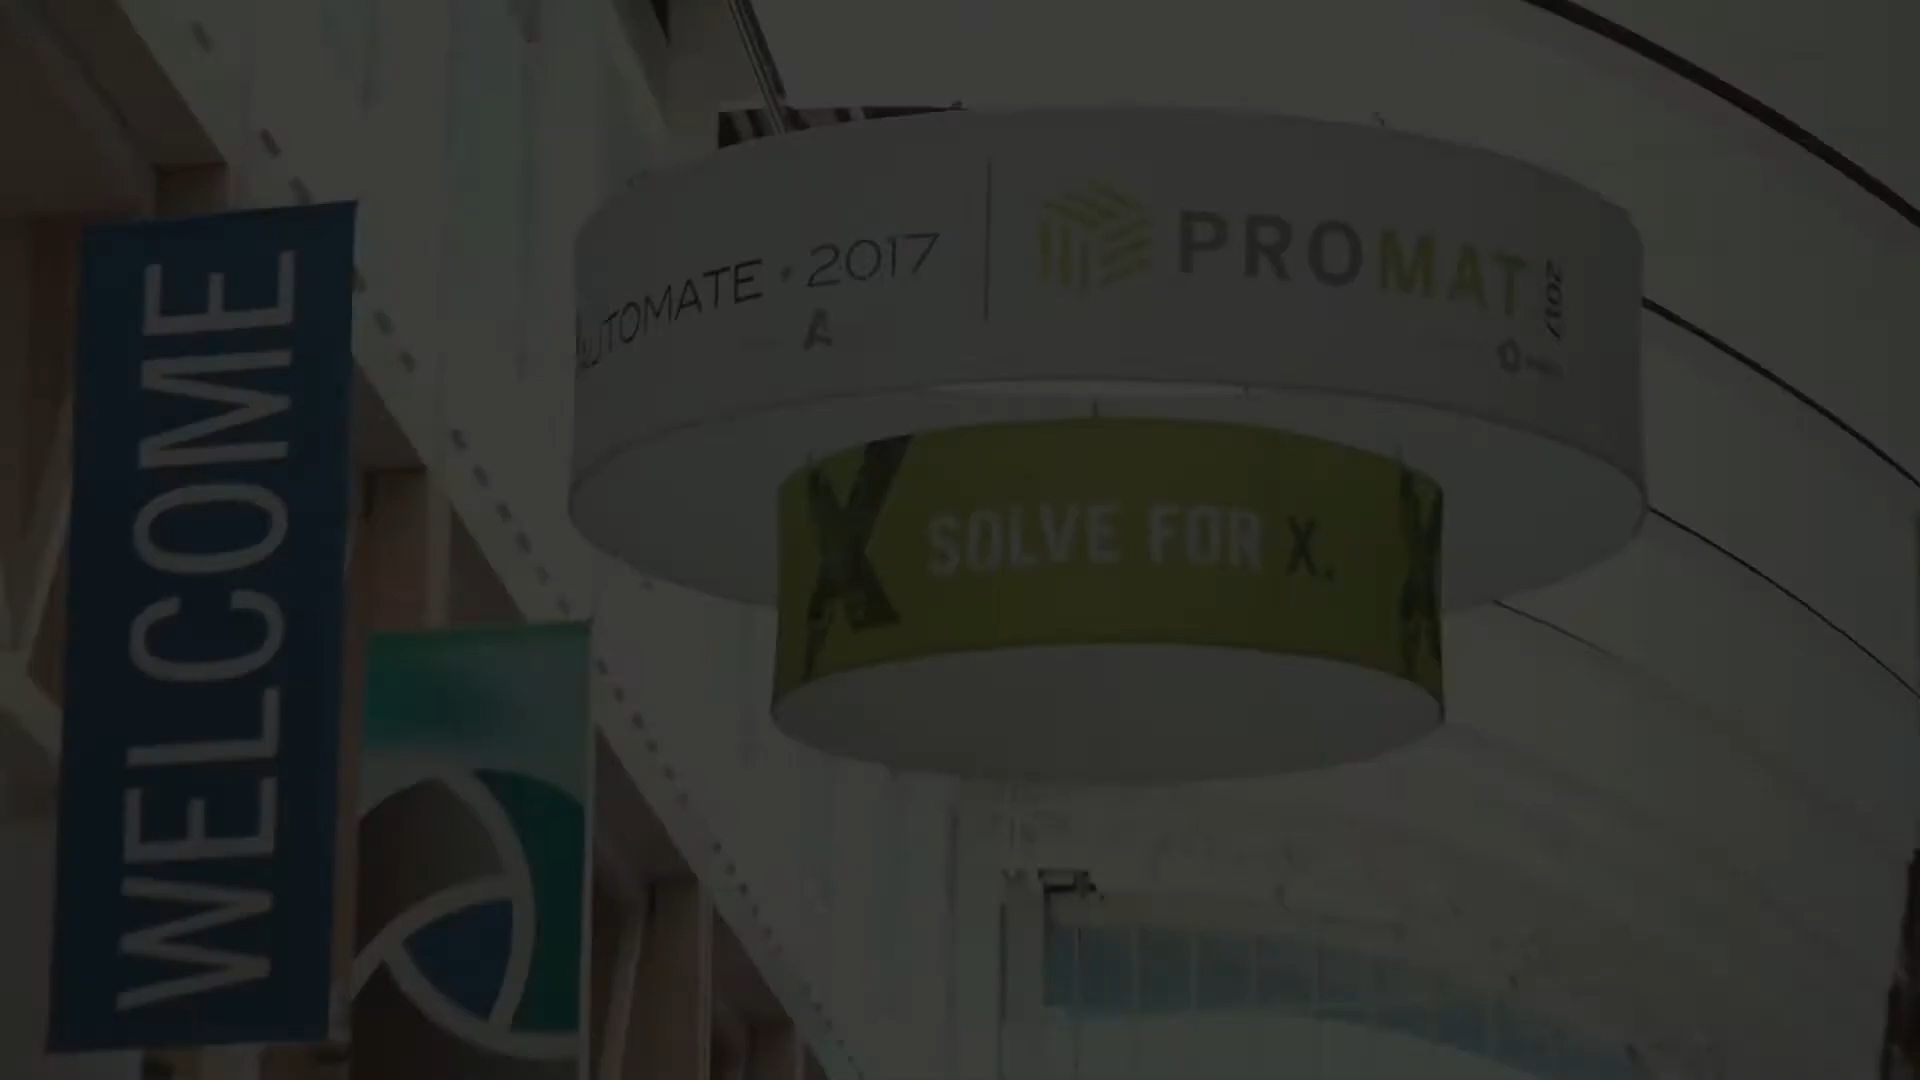 WELCOME
AUTOMATE • 2017
A
PROMAT
2017
SOLVE FOR X.